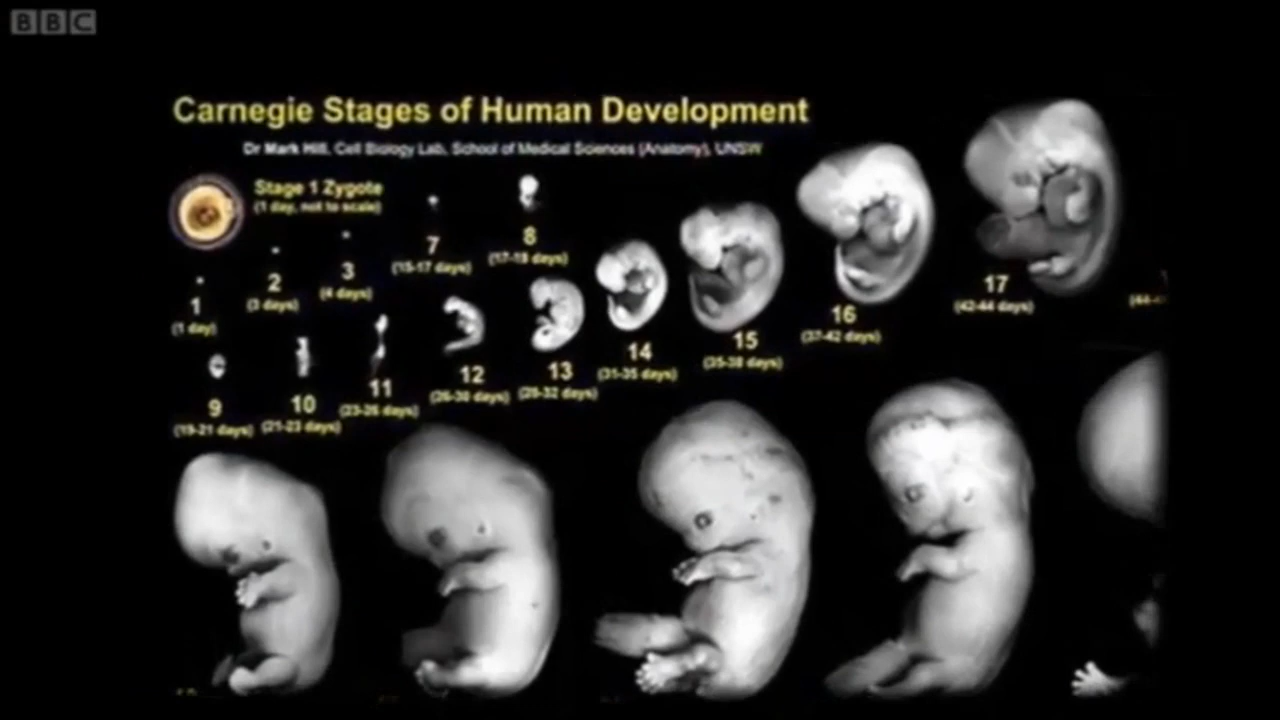 BBC
Carnegie Stages of Human Development
Dr Mark Hill, Cell Biology Lab, School of Medical Sciences (Anatomy), UNSW
Stage 1 Zygote
(1 day, not to scale)
1
(1 day)
2
(3 days)
3
(4 days)
7
(15-17 days)
8
(17-19 days)
9
(19-21 days)
10
(21-23 days)
11
(23-26 days)
12
(26-30 days)
13
(28-32 days)
14
(31-35 days)
15
(35-38 days)
16
(37-42 days)
17
(42-44 days)